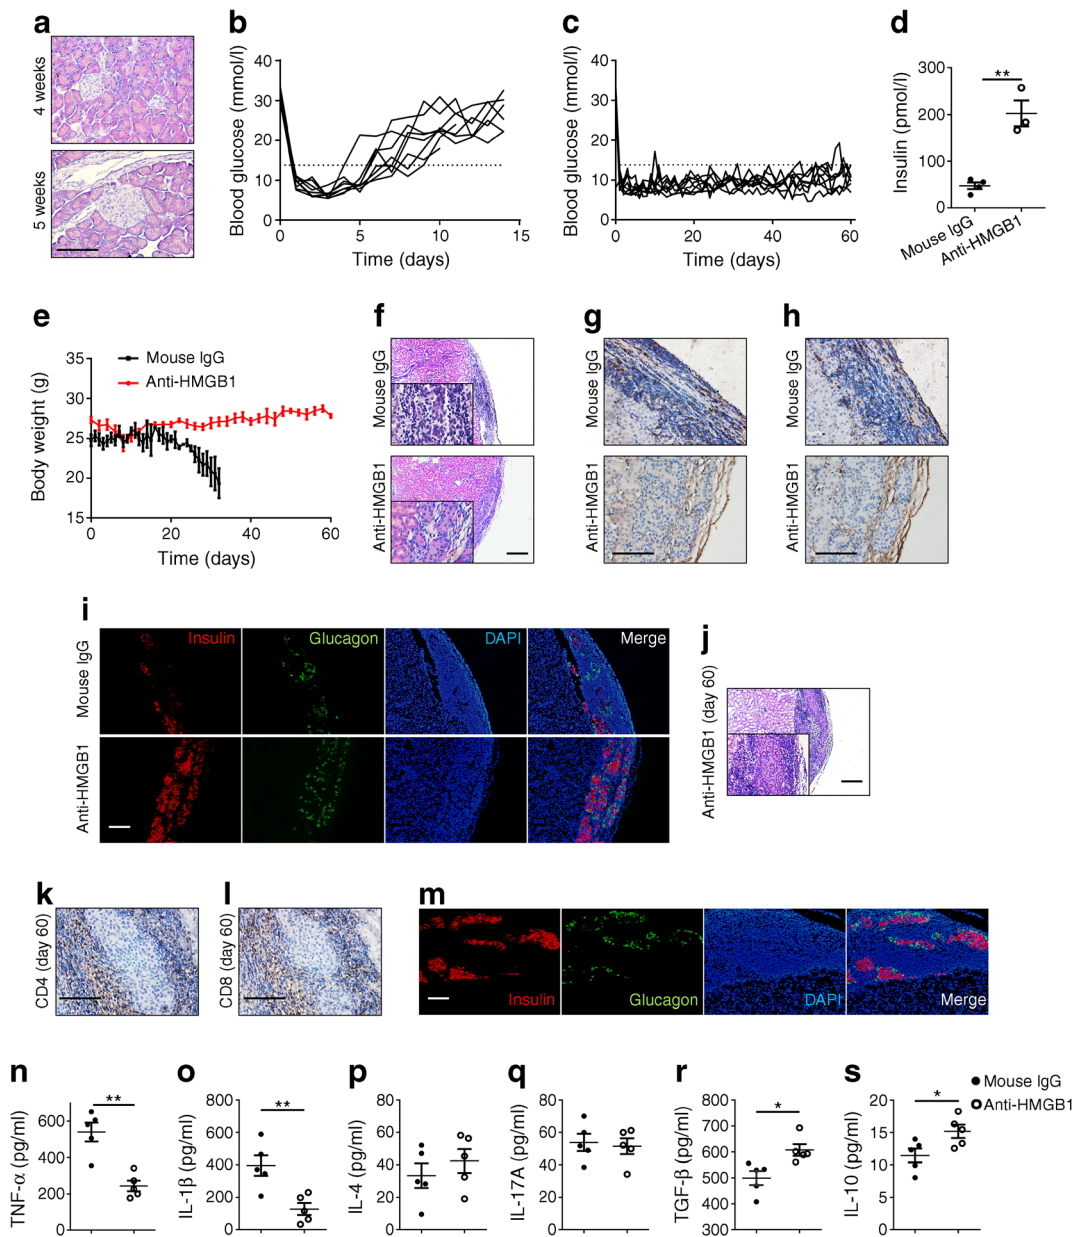 a
4 weeks
5 weeks
b
Blood glucose (mmol/l)
40
30
20
10
0
0 5 10 15
Time (days)
c
Blood glucose (mmol/l)
40
30
20
10
0
0 20 40 60
Time (days)
d
Insulin (pmol/l)
300
200
100
0
**
Mouse IgG
Anti-HMGB1
e
Body weight (g)
35
30
25
20
15
Mouse IgG
Anti-HMGB1
0 20 40 60
Time (days)
f
Mouse IgG
Anti-HMGB1
g
Mouse IgG
Anti-HMGB1
h
Mouse IgG
Anti-HMGB1
i
Mouse IgG
Anti-HMGB1
Insulin Glucagon DAPI Merge
j
Anti-HMGB1 (day 60)
k
CD4 (day 60)
l
CD8 (day 60)
m
Insulin Glucagon DAPI Merge
n
TNF-α (pg/ml)
600
400
200
0
**
o
IL-1β (pg/ml)
800
600
400
200
0
**
p
IL-4 (pg/ml)
80
60
40
20
0
q
IL-17A (pg/ml)
80
60
40
20
0
r
TGF-β (pg/ml)
800
700
600
500
400
300
*
s
IL-10 (pg/ml)
20
15
10
5
0
*
Mouse IgG
Anti-HMGB1